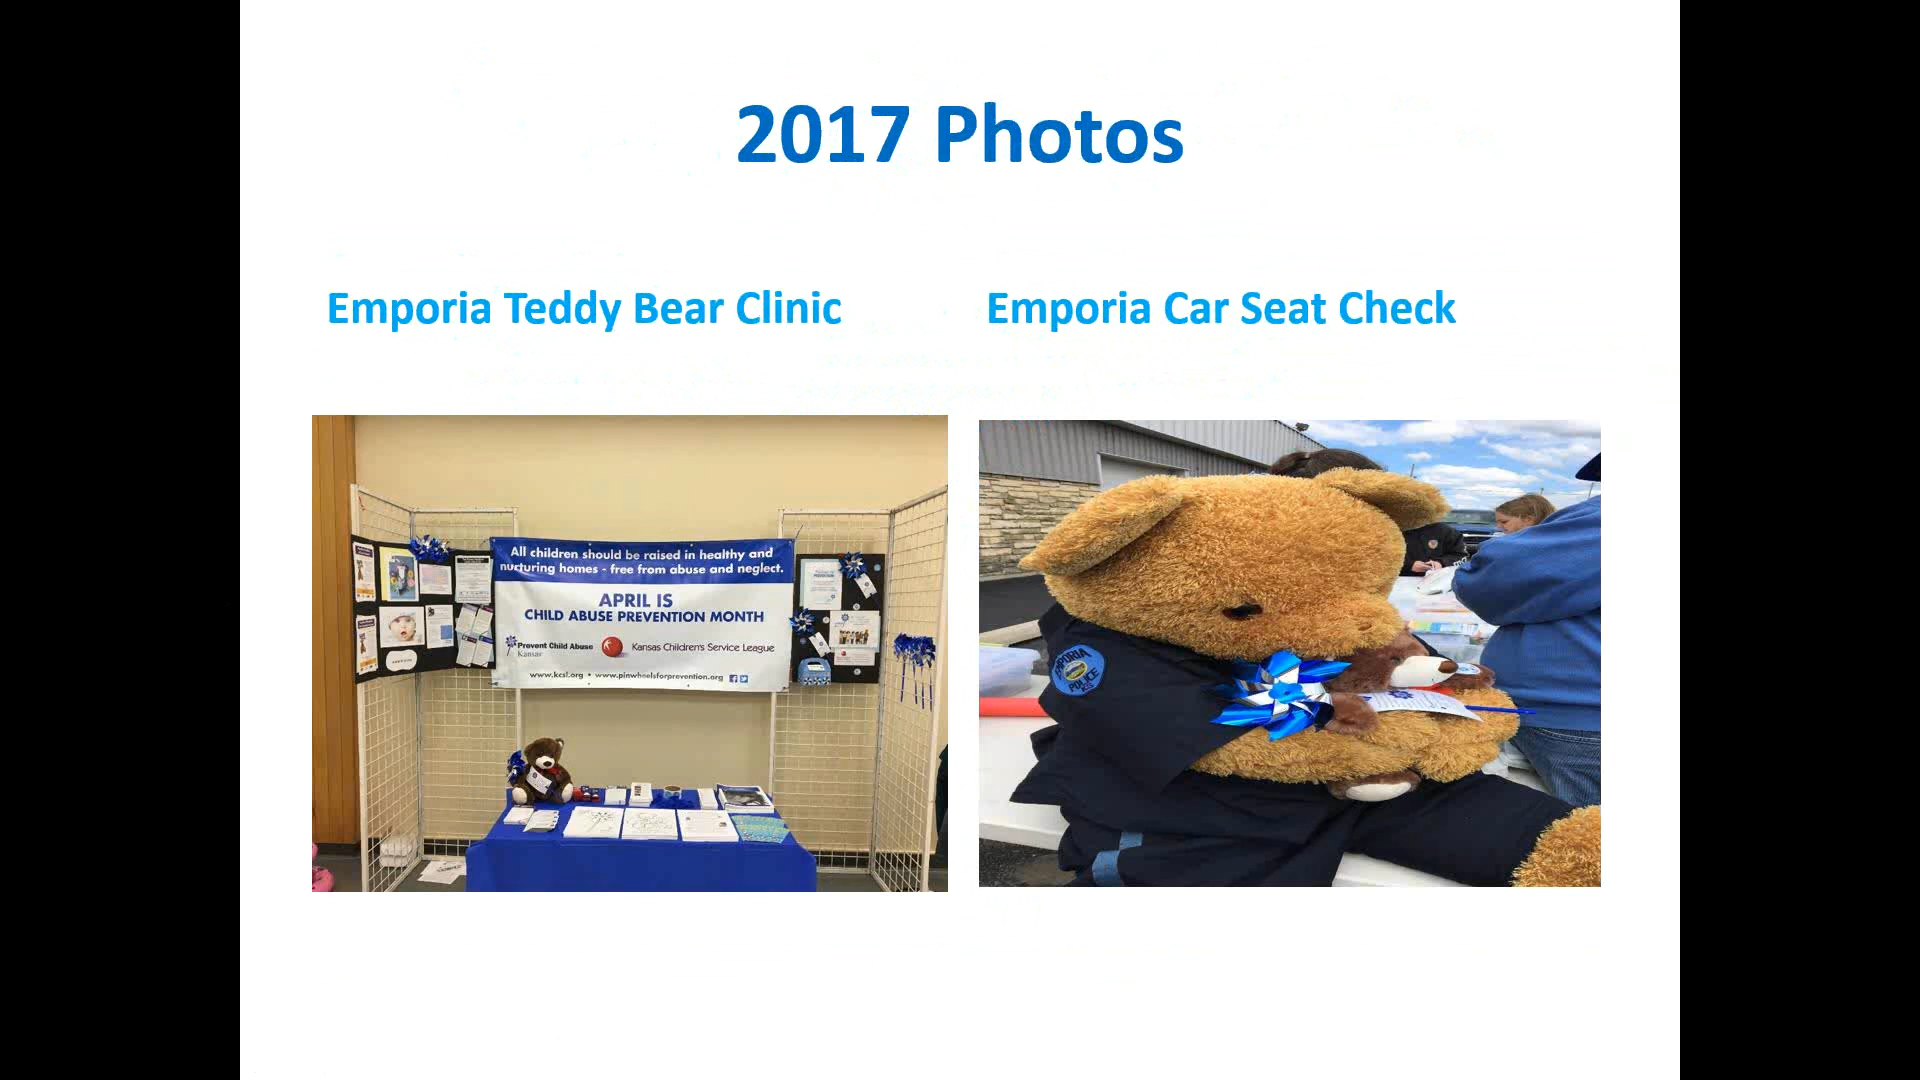 2017 Photos
Emporia Teddy Bear Clinic
Emporia Car Seat Check
All children should be raised in healthy and
nurturing homes - free from abuse and neglect.
APRIL IS
CHILD ABUSE PREVENTION MONTH
Prevent Child Abuse
Kansas
Kansas Children's Service League
www.kcsl.org • www.pinwheelsforprevention.org
EMPORIA
POLICE